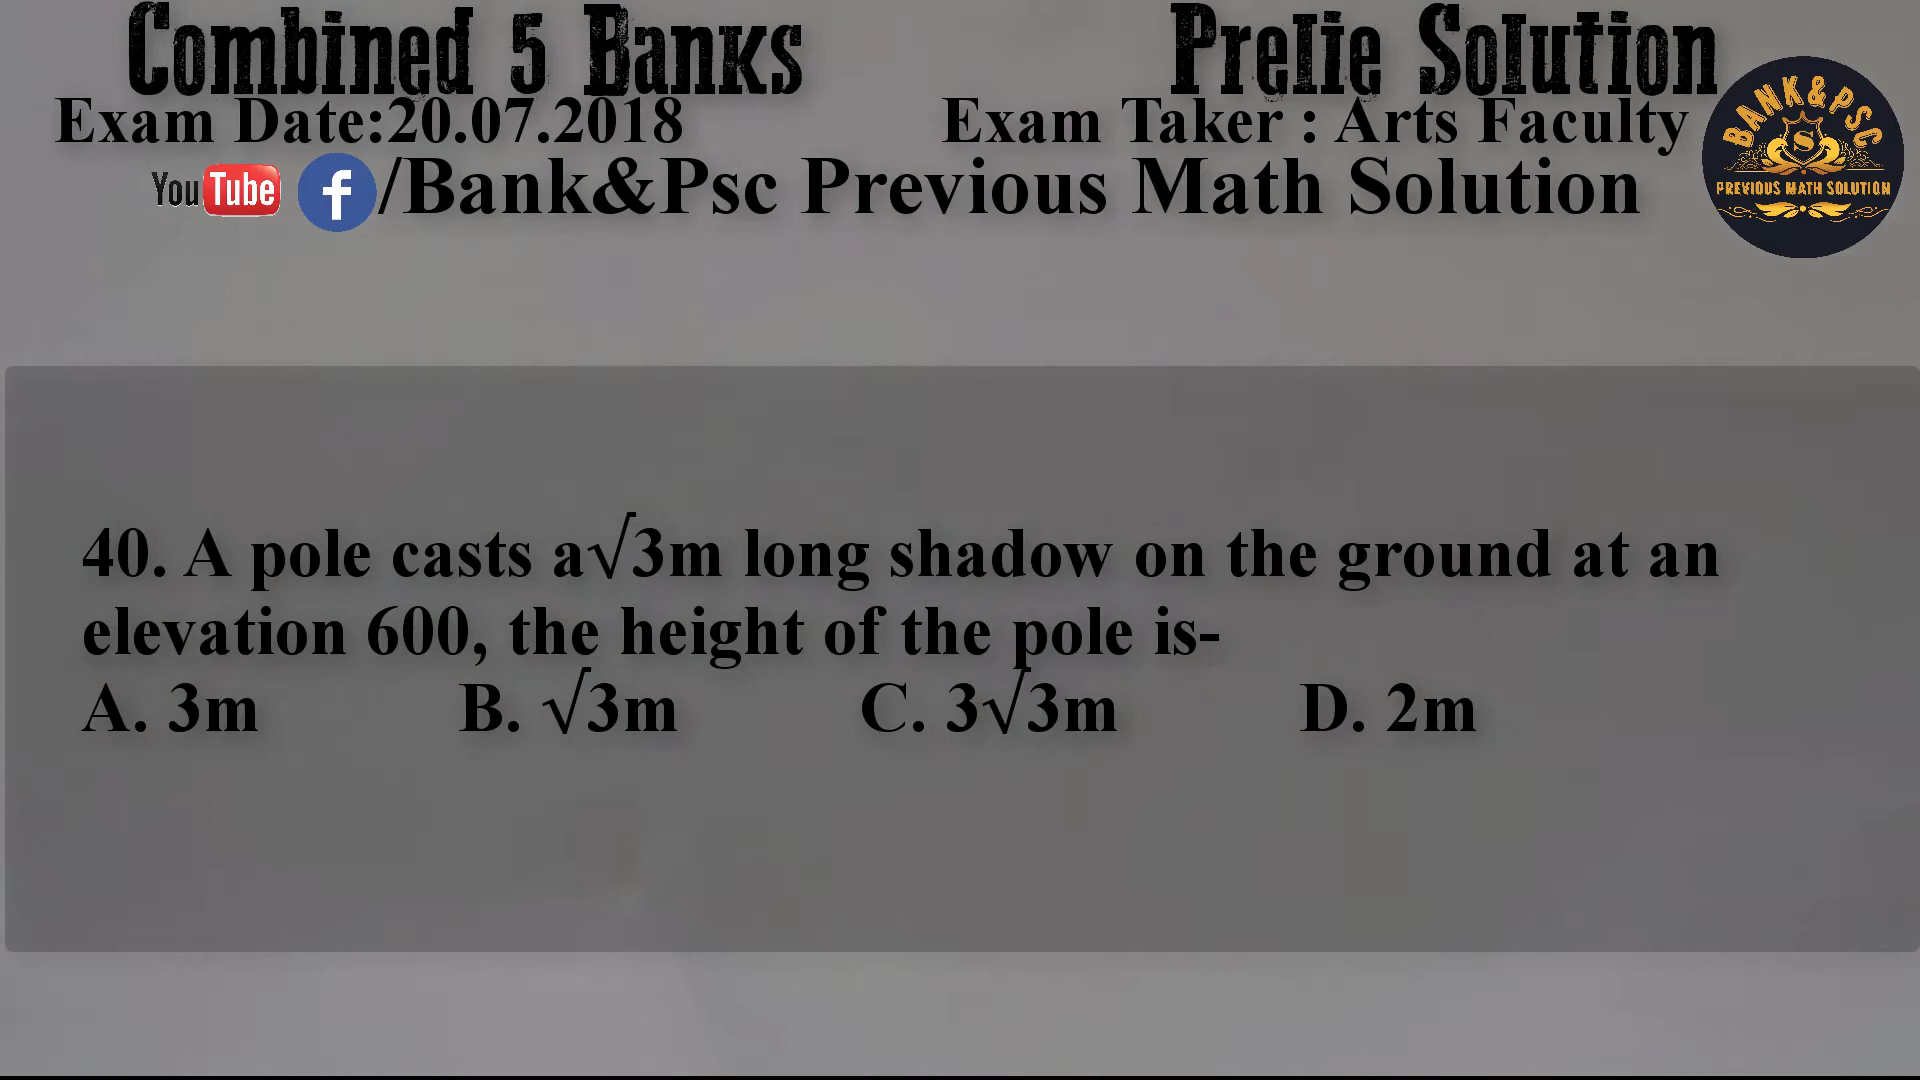 Combined 5 Banks Prelie Solution
Exam Date:20.07.2018 Exam Taker : Arts Faculty
YouTube f/Bank&Psc Previous Math Solution
BANK&PSC
S
PREVIOUS MATH SOLUTION
40. A pole casts a√3m long shadow on the ground at an
elevation 600, the height of the pole is-
A. 3m B. √3m C. 3√3m D. 2m